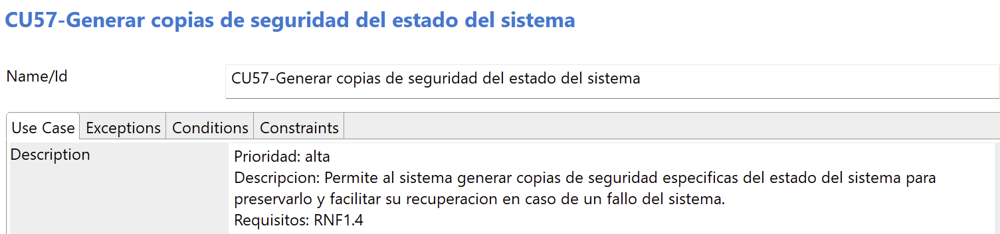 CU57-Generar copias de seguridad del estado del sistema
Name/Id
CU57-Generar copias de seguridad del estado del sistema
Use Case
Exceptions
Conditions
Constraints
Description
Prioridad: alta
Descripcion: Permite al sistema generar copias de seguridad especificas del estado del sistema para
preservarlo y facilitar su recuperacion en caso de un fallo del sistema.
Requisitos: RNF1.4